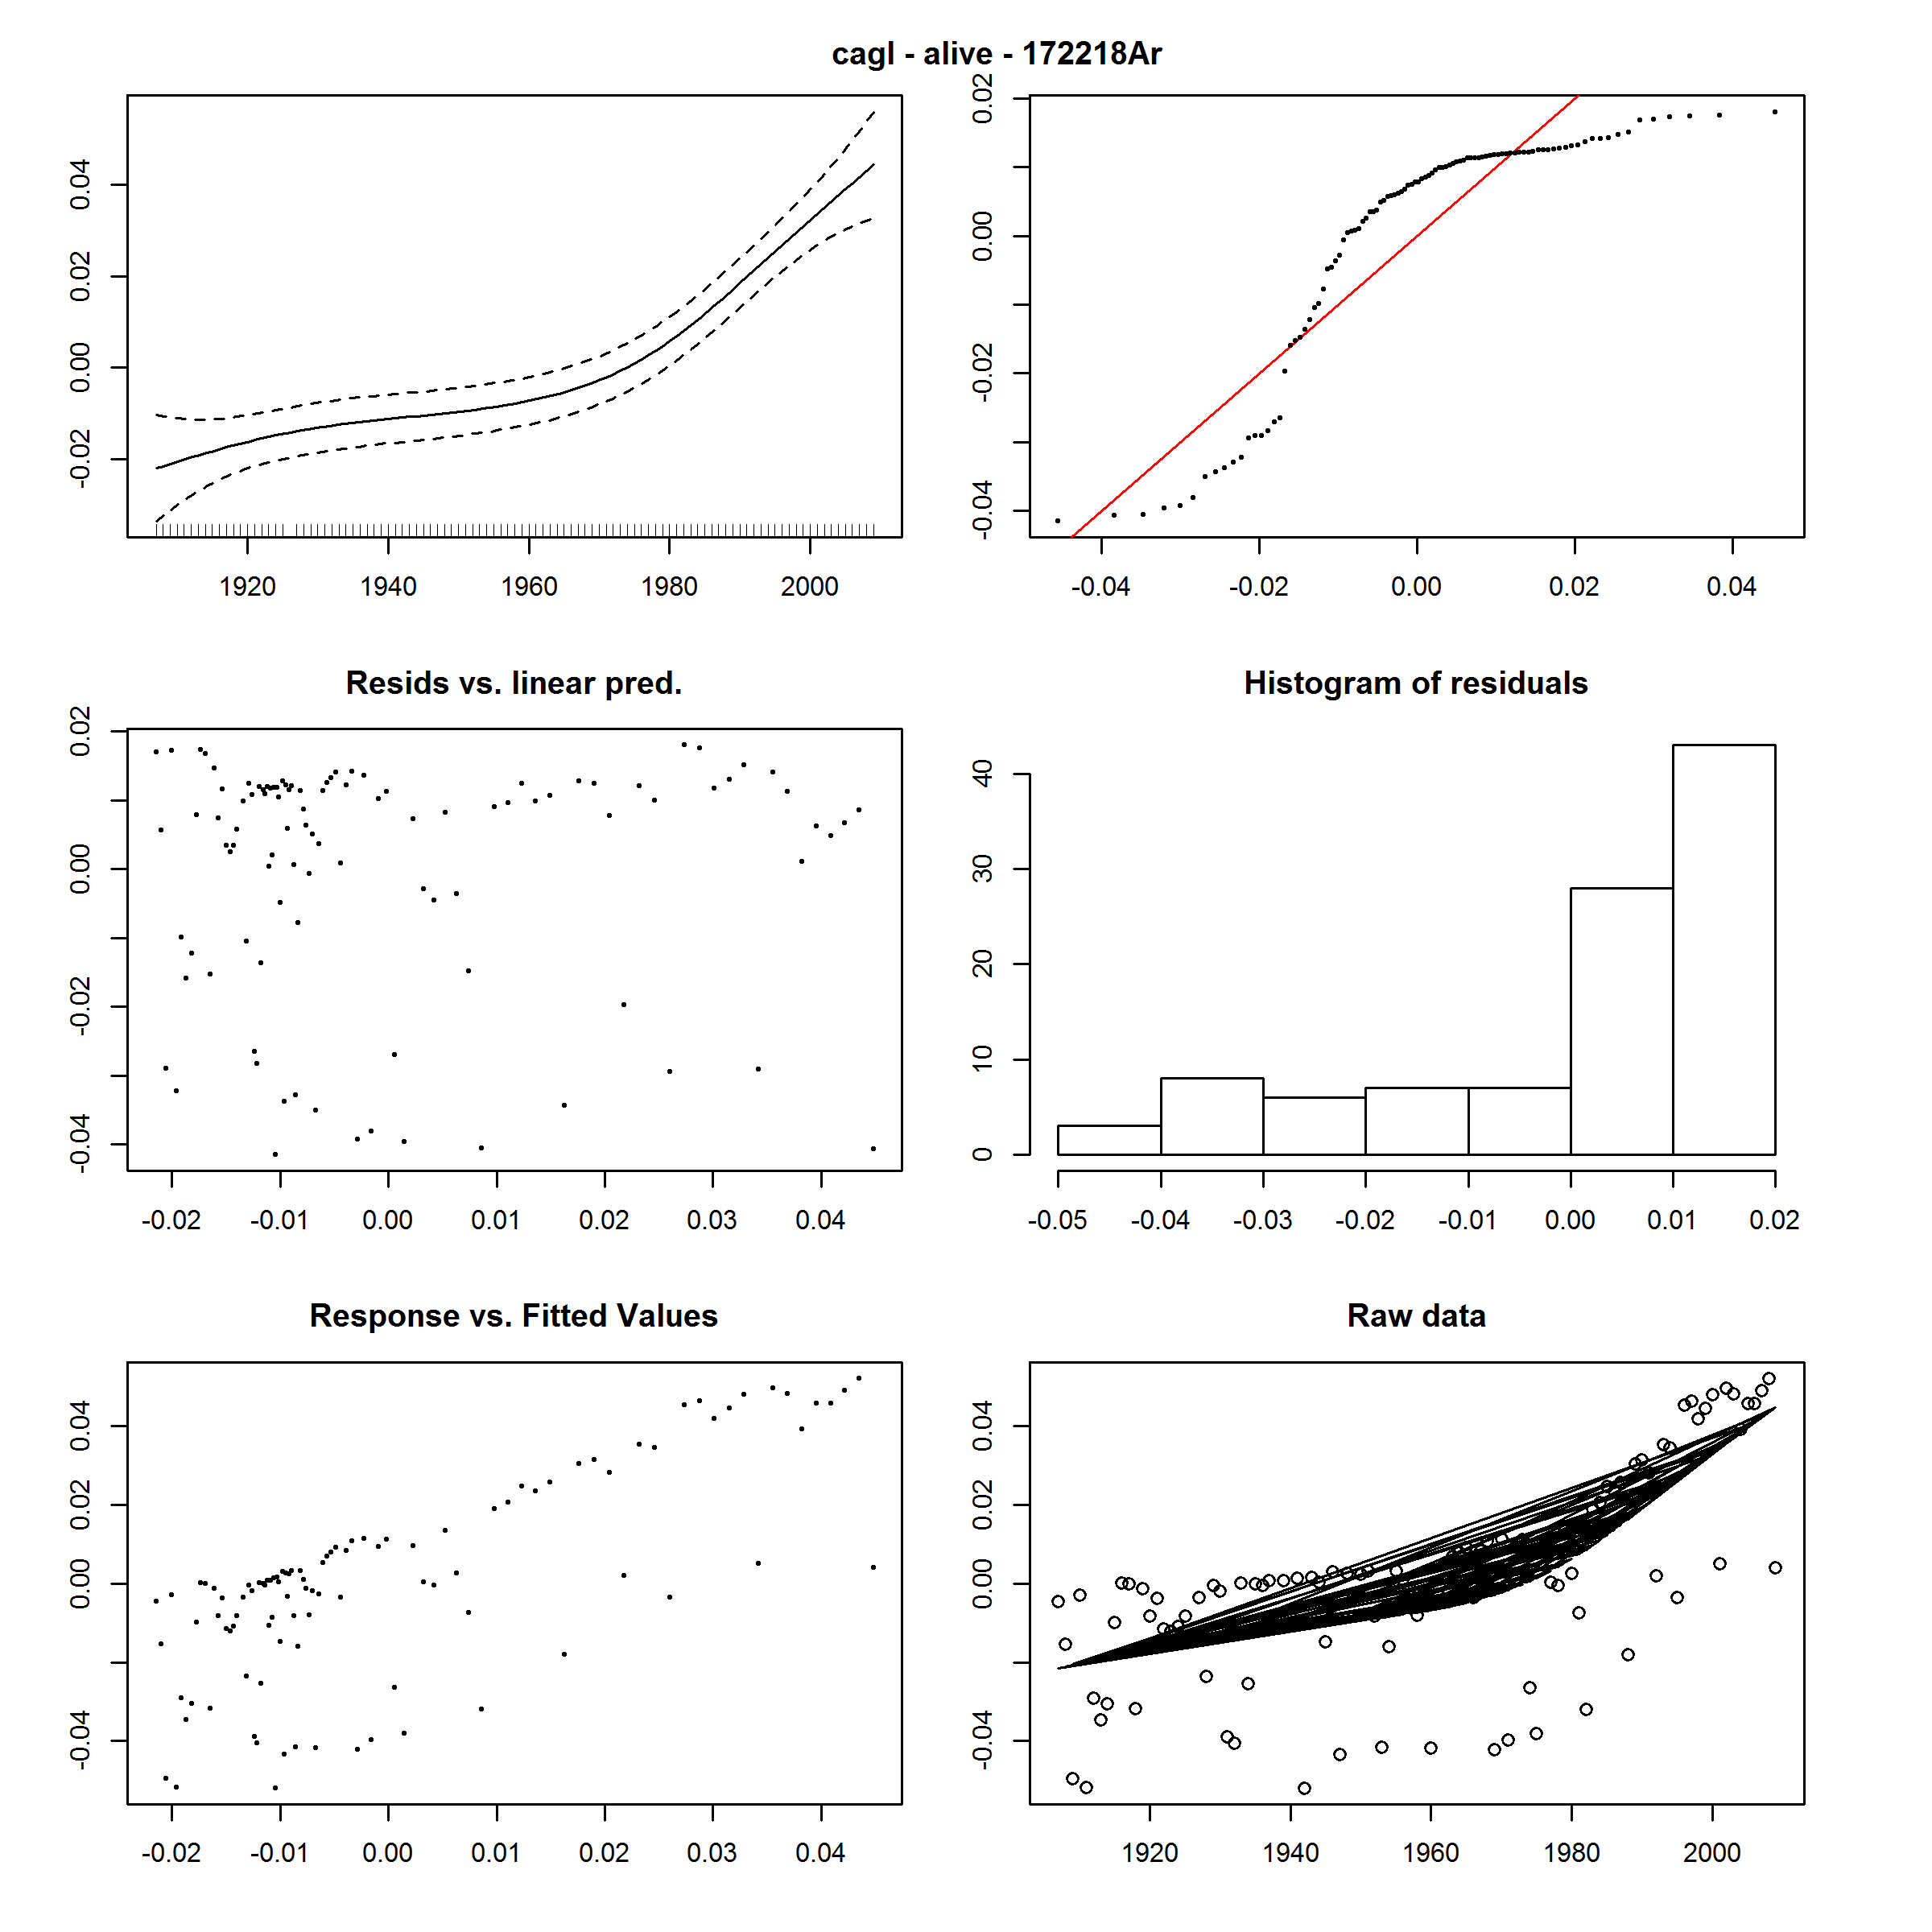 cagl - alive - 172218Ar
0.04
0.02
0.00
-0.02
1920 1940 1960 1980 2000
0.02
0.00
-0.02
-0.04
-0.04 -0.02 0.00 0.02 0.04
Resids vs. linear pred.
0.02
0.00
-0.02
-0.04
-0.02 -0.01 0.00 0.01 0.02 0.03 0.04
Histogram of residuals
40
30
20
10
0
-0.05 -0.04 -0.03 -0.02 -0.01 0.00 0.01 0.02
Response vs. Fitted Values
0.04
0.02
0.00
-0.04
-0.02 -0.01 0.00 0.01 0.02 0.03 0.04
Raw data
0.04
0.02
0.00
-0.04
1920 1940 1960 1980 2000